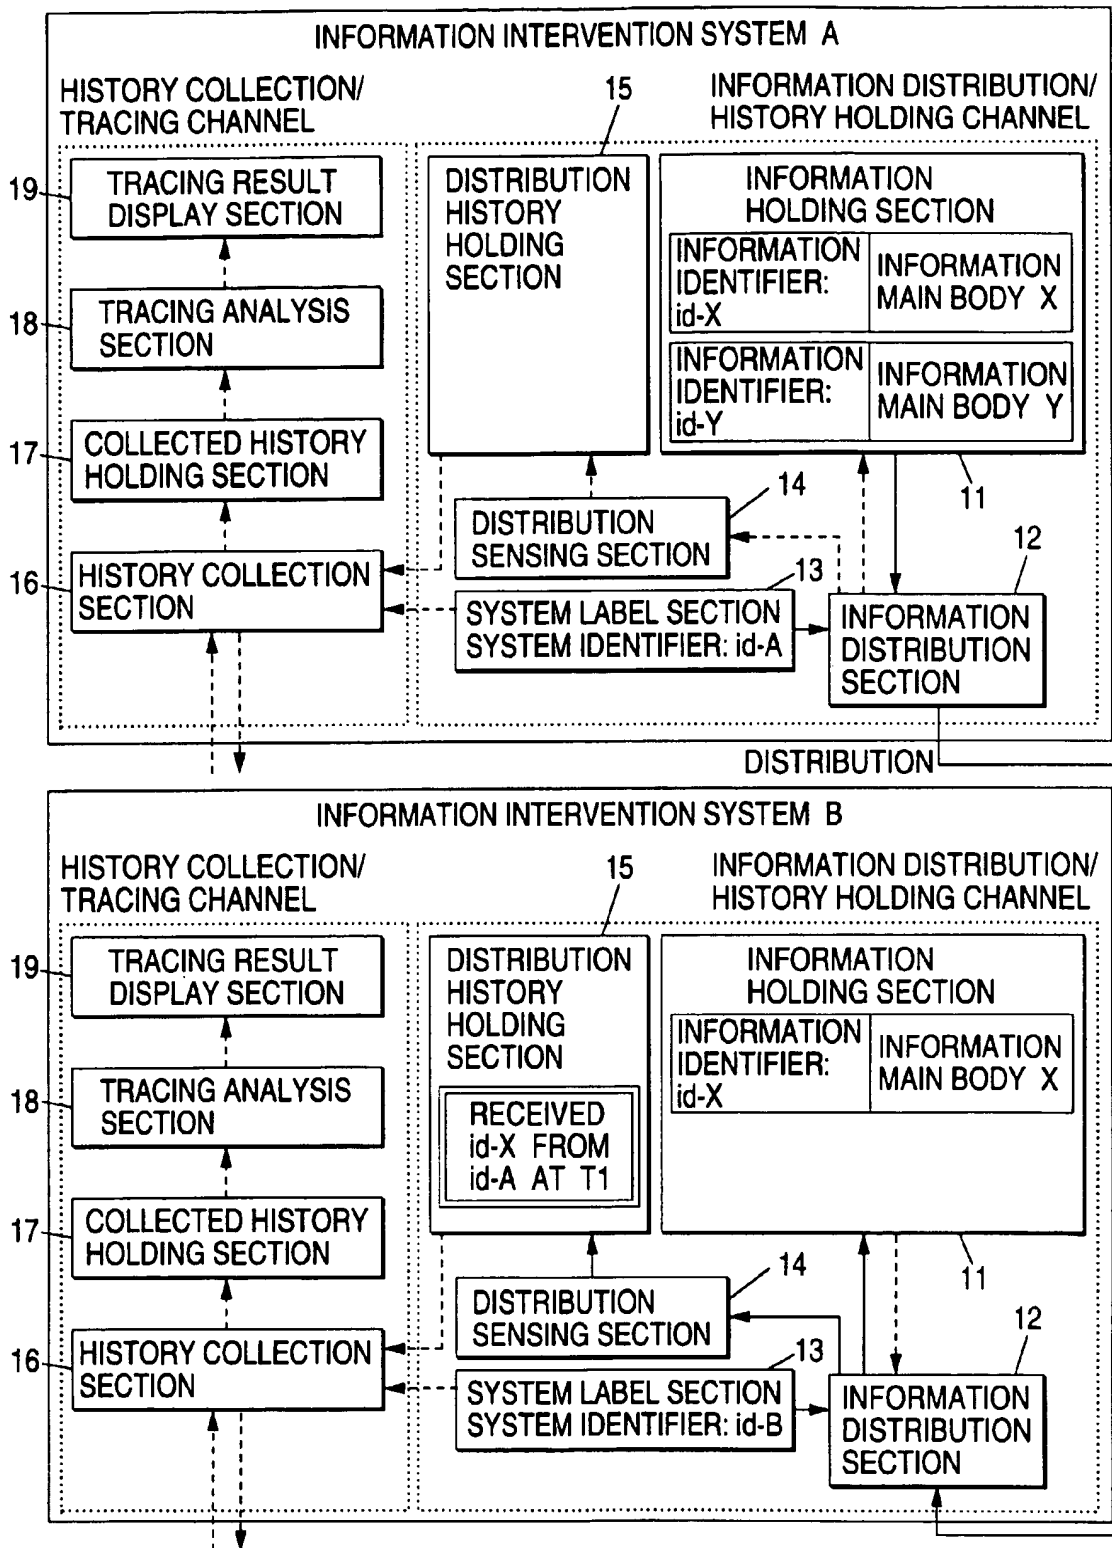 INFORMATION INTERVENTION SYSTEM A
HISTORY COLLECTION/
TRACING CHANNEL
15
INFORMATION DISTRIBUTION/
HISTORY HOLDING CHANNEL
19
TRACING RESULT
DISPLAY SECTION
18
TRACING ANALYSIS
SECTION
17
COLLECTED HISTORY
HOLDING SECTION
16
HISTORY COLLECTION
SECTION
DISTRIBUTION
HISTORY
HOLDING
SECTION
INFORMATION
HOLDING SECTION
INFORMATION
IDENTIFIER:
id-X
INFORMATION
MAIN BODY X
INFORMATION
IDENTIFIER:
id-Y
INFORMATION
MAIN BODY Y
14
11
DISTRIBUTION
SENSING SECTION
13
12
SYSTEM LABEL SECTION
SYSTEM IDENTIFIER: id-A
INFORMATION
DISTRIBUTION
SECTION
DISTRIBUTION
INFORMATION INTERVENTION SYSTEM B
HISTORY COLLECTION/
TRACING CHANNEL
15
INFORMATION DISTRIBUTION/
HISTORY HOLDING CHANNEL
19
TRACING RESULT
DISPLAY SECTION
18
TRACING ANALYSIS
SECTION
17
COLLECTED HISTORY
HOLDING SECTION
16
HISTORY COLLECTION
SECTION
DISTRIBUTION
HISTORY
HOLDING
SECTION
RECEIVED
id-X FROM
id-A AT T1
INFORMATION
HOLDING SECTION
INFORMATION
IDENTIFIER:
id-X
INFORMATION
MAIN BODY X
14
11
DISTRIBUTION
SENSING SECTION
13
12
SYSTEM LABEL SECTION
SYSTEM IDENTIFIER: id-B
INFORMATION
DISTRIBUTION
SECTION